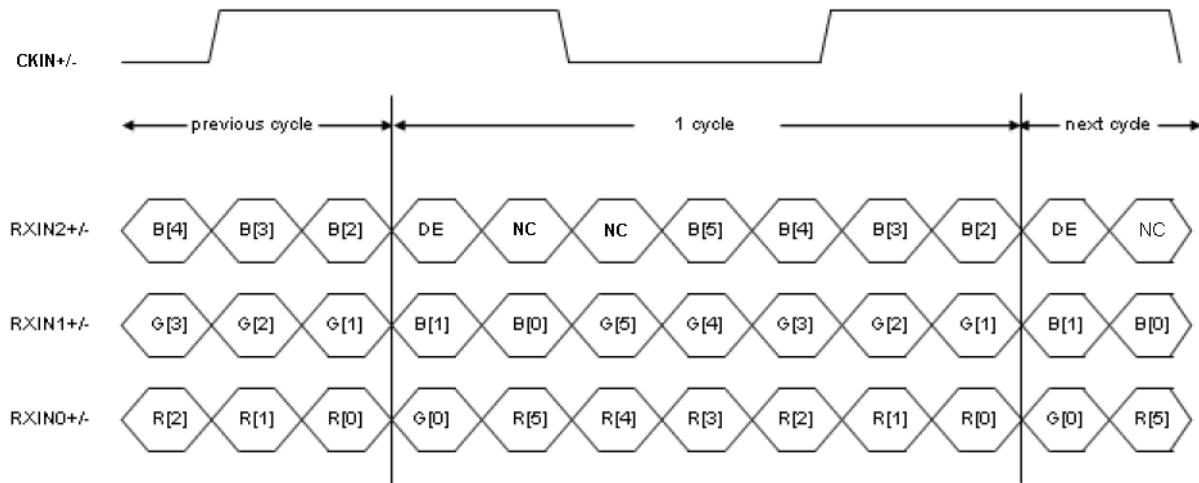 CKIN+/-
previous cycle 1 cycle next cycle
RXIN2+/- B[4] B[3] B[2] DE NC NC B[5] B[4] B[3] B[2] DE NC
RXIN1+/- G[3] G[2] G[1] B[1] B[0] G[5] G[4] G[3] G[2] G[1] B[1] B[0]
RXIN0+/- R[2] R[1] R[0] G[0] R[5] R[4] R[3] R[2] R[1] R[0] G[0] R[5]